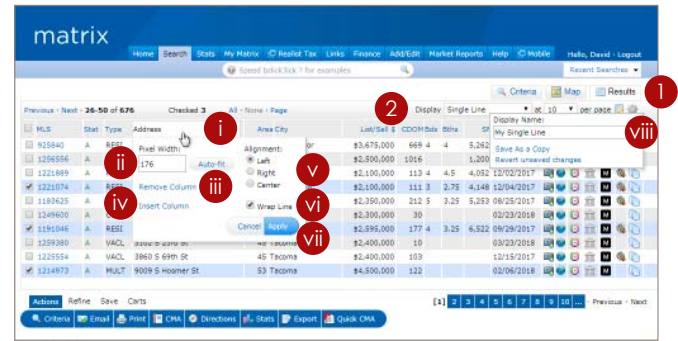 matrix
Home Search Stats My Matrix Realist Tax Links Finance Add/Edit Market Reports Help Mobile Hello, David - Logout
Speed bar for examples Recent Searches
Criteria Map Results 1
Previous · Next · 26-50 of 676 Checked 3 All · None · Page 2 Display Single Line at 10 per page
MLS Stat Type Address i Area City List/Sell $ CDOM Bds Bths
Display Name:
My Single Line viii
Save As a Copy
Revert unsaved changes
Pixel Width:
ii 176 Auto-fit
iii Remove Column
iv Insert Column
Alignment:
Left
Right v
Center
Wrap Line vi
Cancel Apply vii
925840 A RESI $3,675,000 669 4 4 5,262
1256556 A $2,500,000 1016 1,200
1221889 A $2,100,000 113 4 4.5 4,052 12/02/2017
1221074 A RESI $2,100,000 111 3 2.75 4,148 12/04/2017
1183625 A $2,350,000 212 5 3.25 5,253 08/25/2017
1249600 $2,300,000 30 02/23/2018
1191046 A RESI $2,595,000 177 4 3.25 6,522 09/29/2017
1259380 A VACL 3102 S 23rd St 45 Tacoma $2,400,000 10 03/23/2018
1225554 A VACL 3860 S 69th St 45 Tacoma $2,400,000 103 12/15/2017
1214973 A MULT 9009 S Hosmer St 53 Tacoma $4,500,000 122 02/06/2018
Actions Refine Save Carts [1] 2 3 4 5 6 7 8 9 10 ... · Previous · Next
Criteria Email Print CMA Directions Stats Export Quick CMA